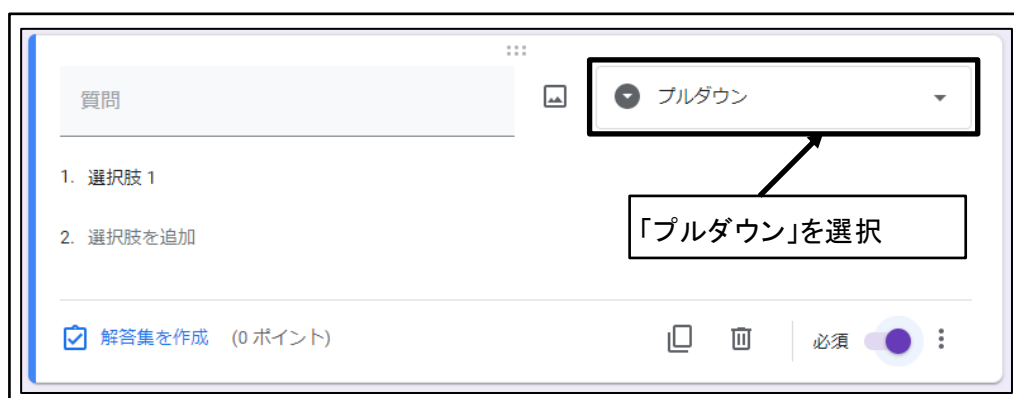 質問
プルダウン
1. 選択肢 1
「プルダウン」を選択
2. 選択肢を追加
解答集を作成 (0 ポイント)
必須